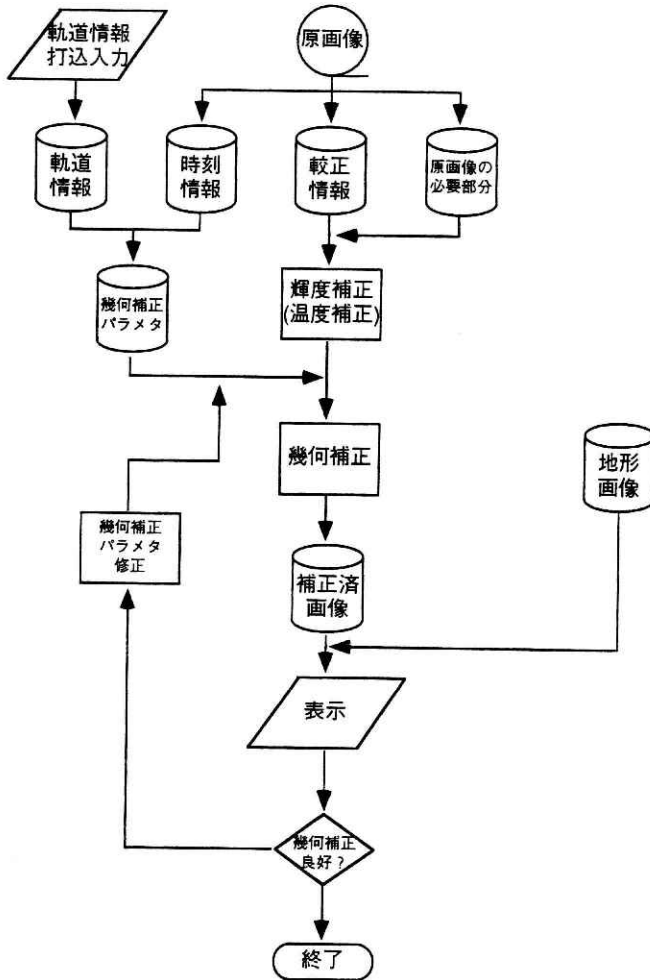 軌道情報
打込入力
原画像
軌道
情報
時刻
情報
較正
情報
原画像の
必要部分
幾何補正
パラメタ
輝度補正
(温度補正)
幾何補正
地形
画像
幾何補正
パラメタ
修正
補正済
画像
表示
幾何補正
良好？
終了